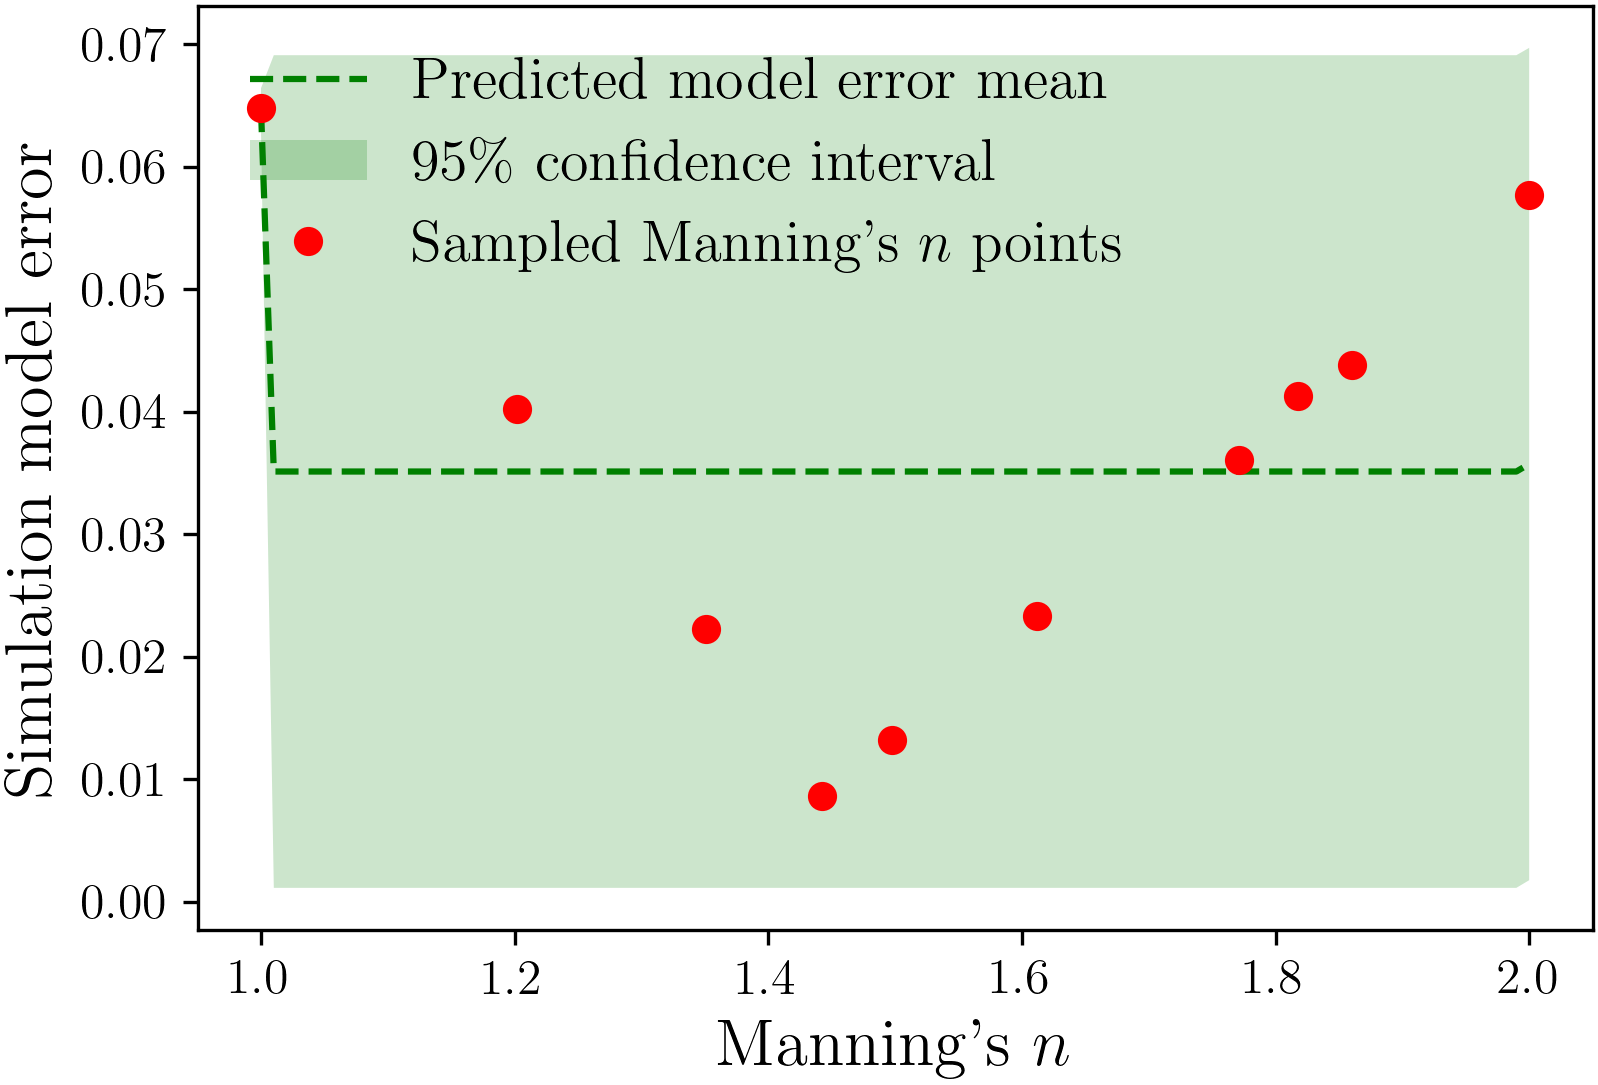 0.07
0.06
0.05
0.04
0.03
0.02
0.01
0.00
Simulation model error
Predicted model error mean
95% confidence interval
Sampled Manning's n points
1.0 1.2 1.4 1.6 1.8 2.0
Manning's n